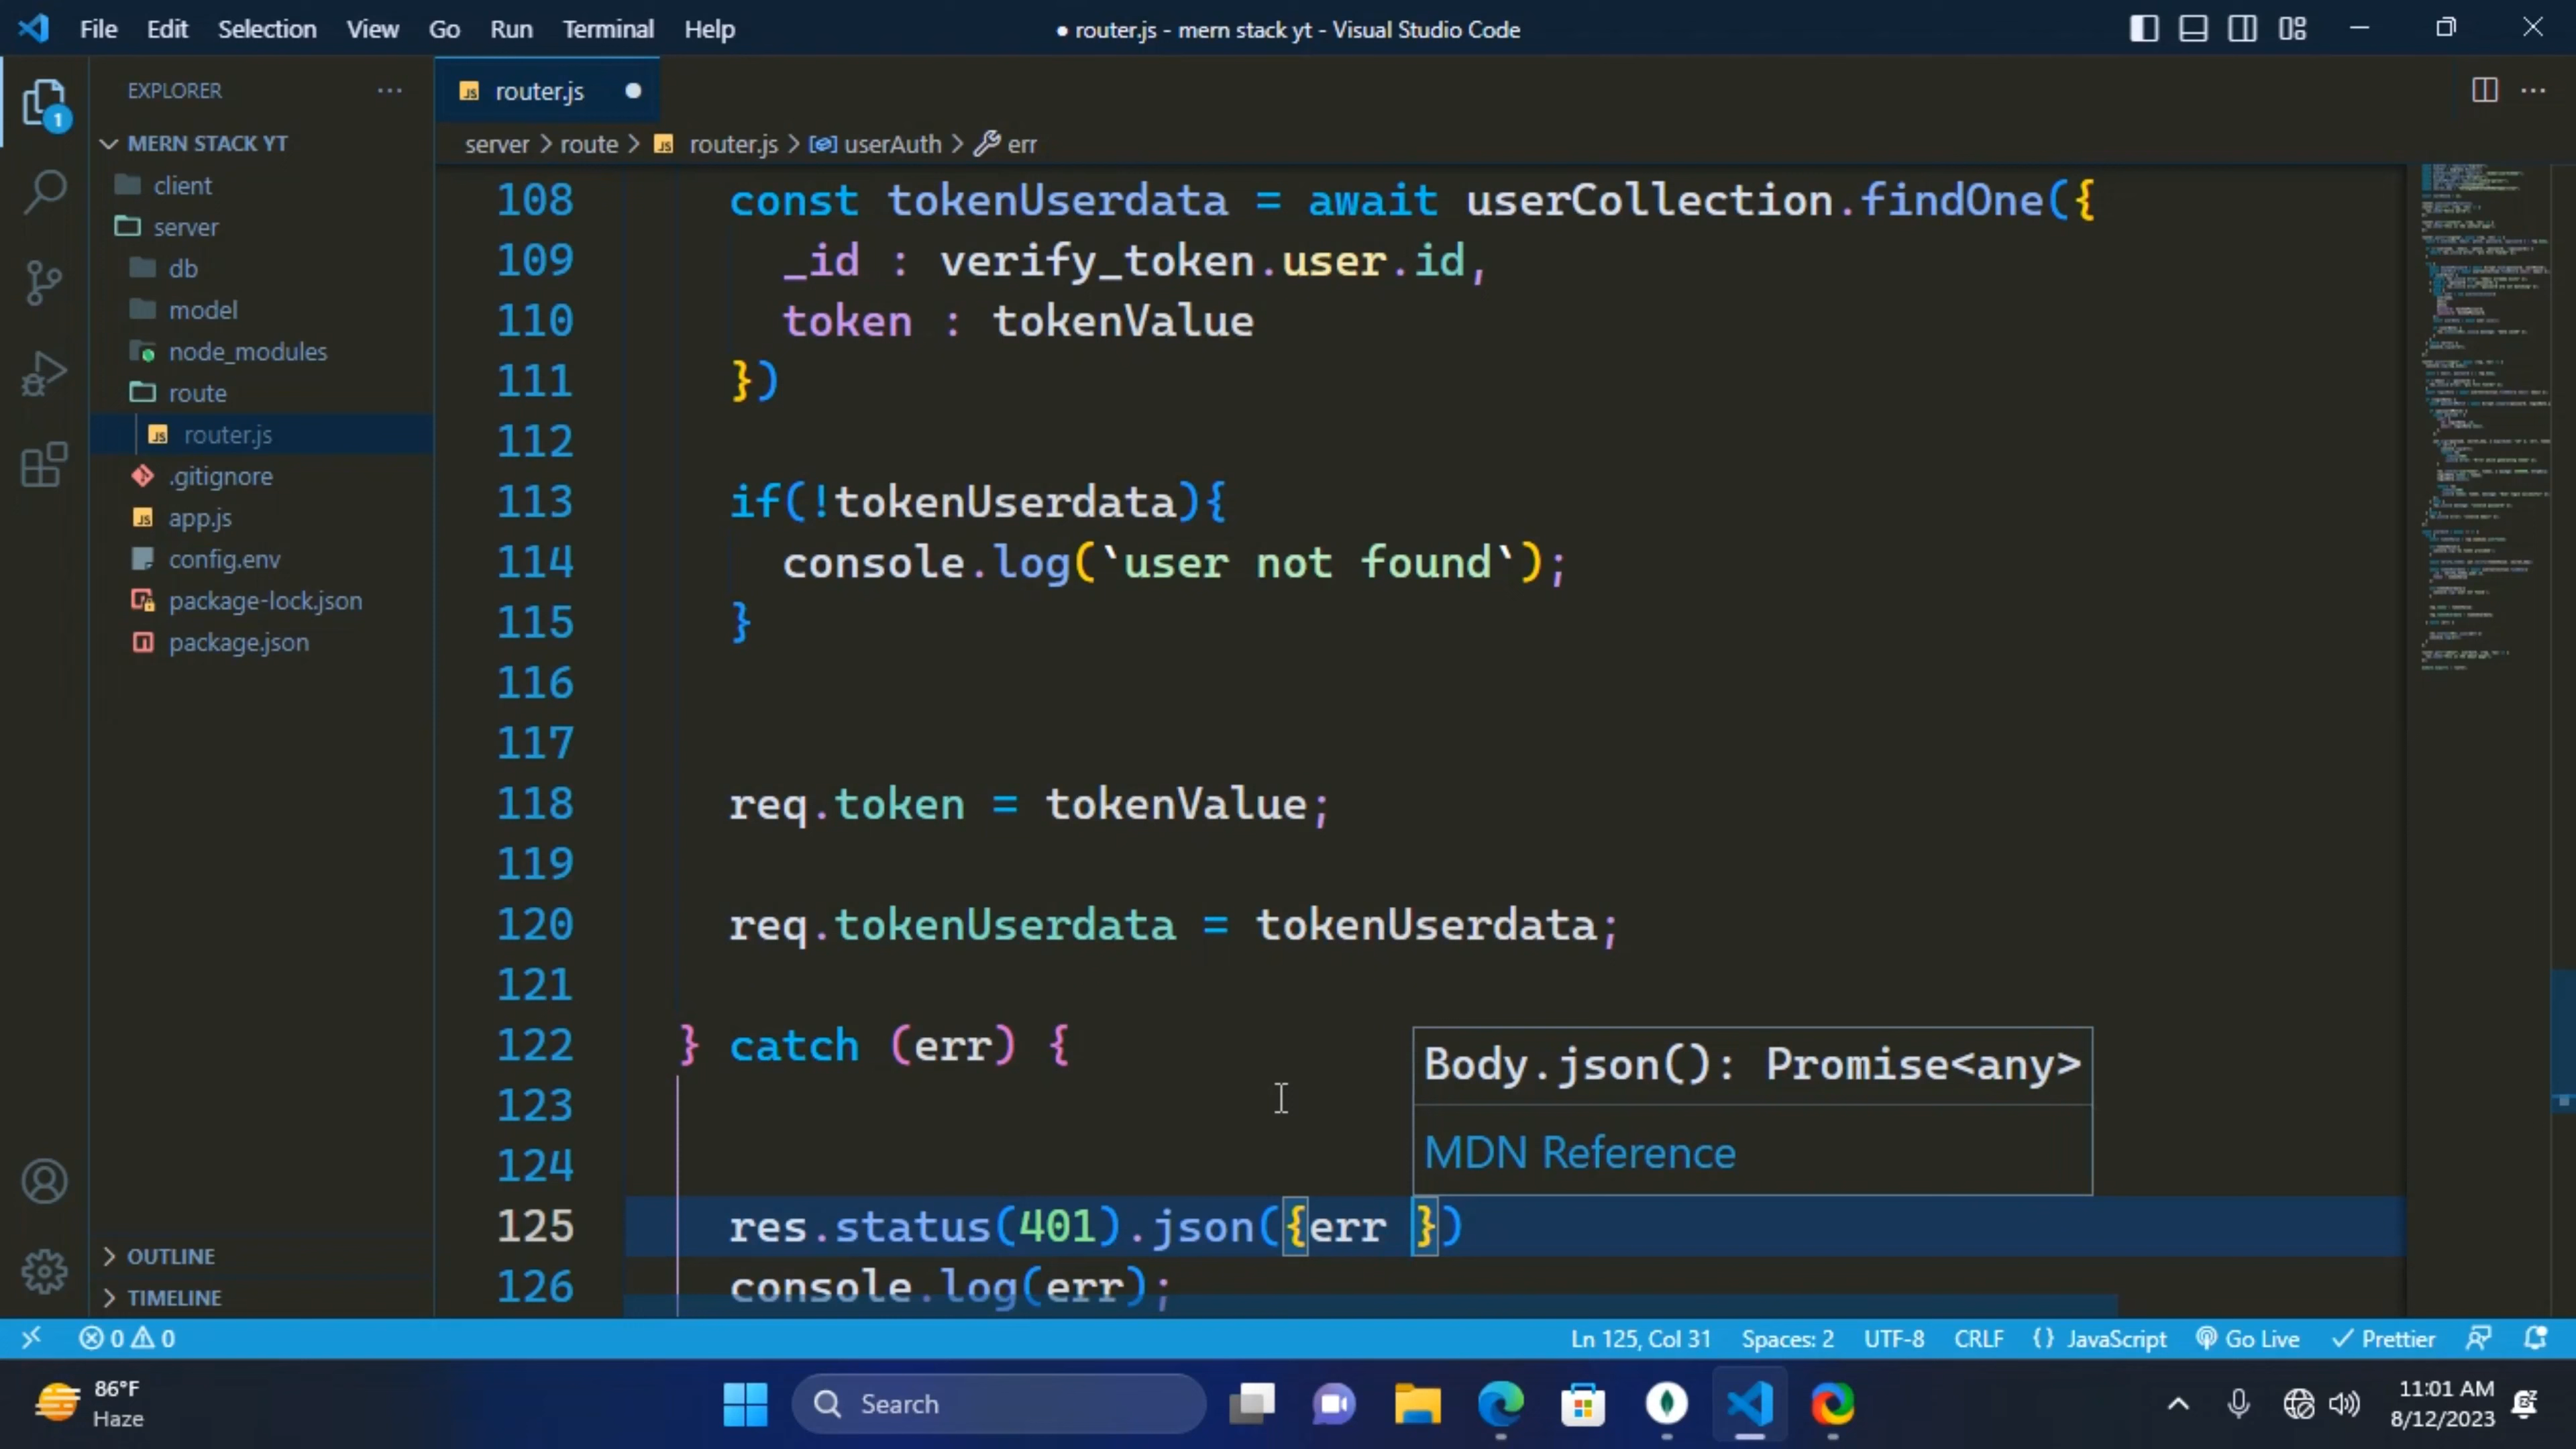 File Edit Selection View Go Run Terminal Help
● router.js - mern stack yt - Visual Studio Code
EXPLORER
router.js
1
MERN STACK YT
server > route > router.js > userAuth > err
client
server
db
model
node_modules
route
router.js
.gitignore
app.js
config.env
package-lock.json
package.json
OUTLINE
TIMELINE
108 const tokenUserdata = await userCollection.findOne({
109 _id : verify_token.user.id,
110 token : tokenValue
111 })
112
113 if(!tokenUserdata){
114 console.log(`user not found`);
115 }
116
117
118 req.token = tokenValue;
119
120 req.tokenUserdata = tokenUserdata;
121
122 } catch (err) {
Body.json(): Promise<any>
123
MDN Reference
124
125 res.status(401).json({err })
126 console.log(err);
0 0
Ln 125, Col 31 Spaces: 2 UTF-8 CRLF {} JavaScript Go Live Prettier
86°F
Haze
Search
11:01 AM
8/12/2023